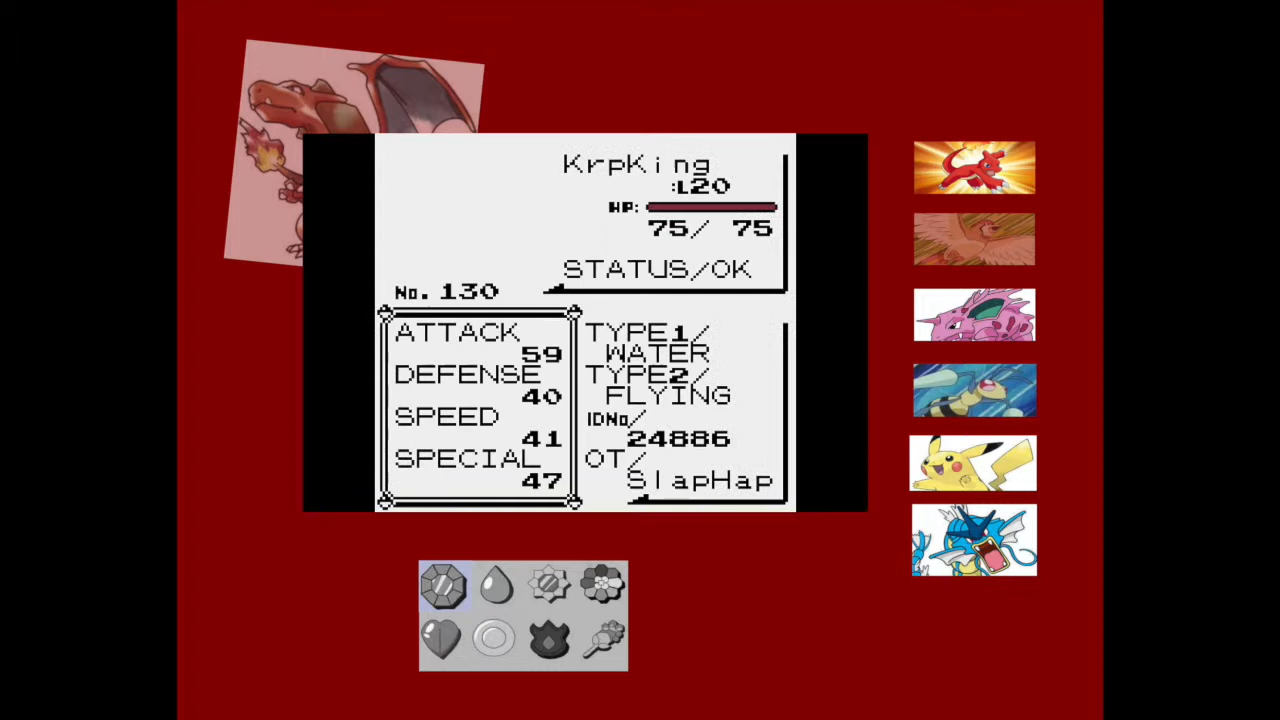 KrpKing
:L20
HP:
75/ 75
STATUS/OK
No. 130
ATTACK
59
DEFENSE
40
SPEED
41
SPECIAL
47
TYPE1/
WATER
TYPE2/
FLYING
IDNo/
24886
OT/
SlapHap